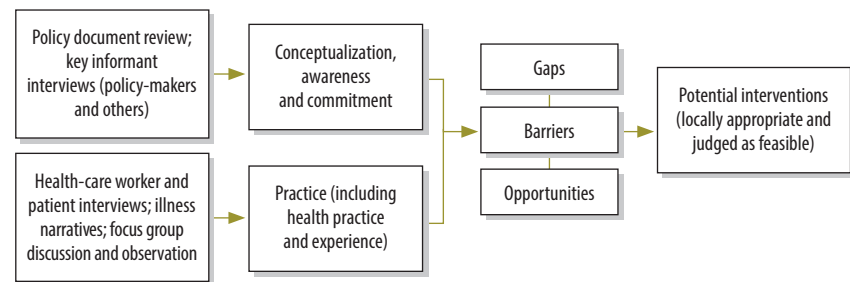 Policy document review;
key informant
interviews (policy-makers
and others)
Conceptualization,
awareness
and commitment
Health-care worker and
patient interviews; illness
narratives; focus group
discussion and observation
Practice (including
health practice
and experience)
Gaps
Barriers
Opportunities
Potential interventions
(locally appropriate and
judged as feasible)